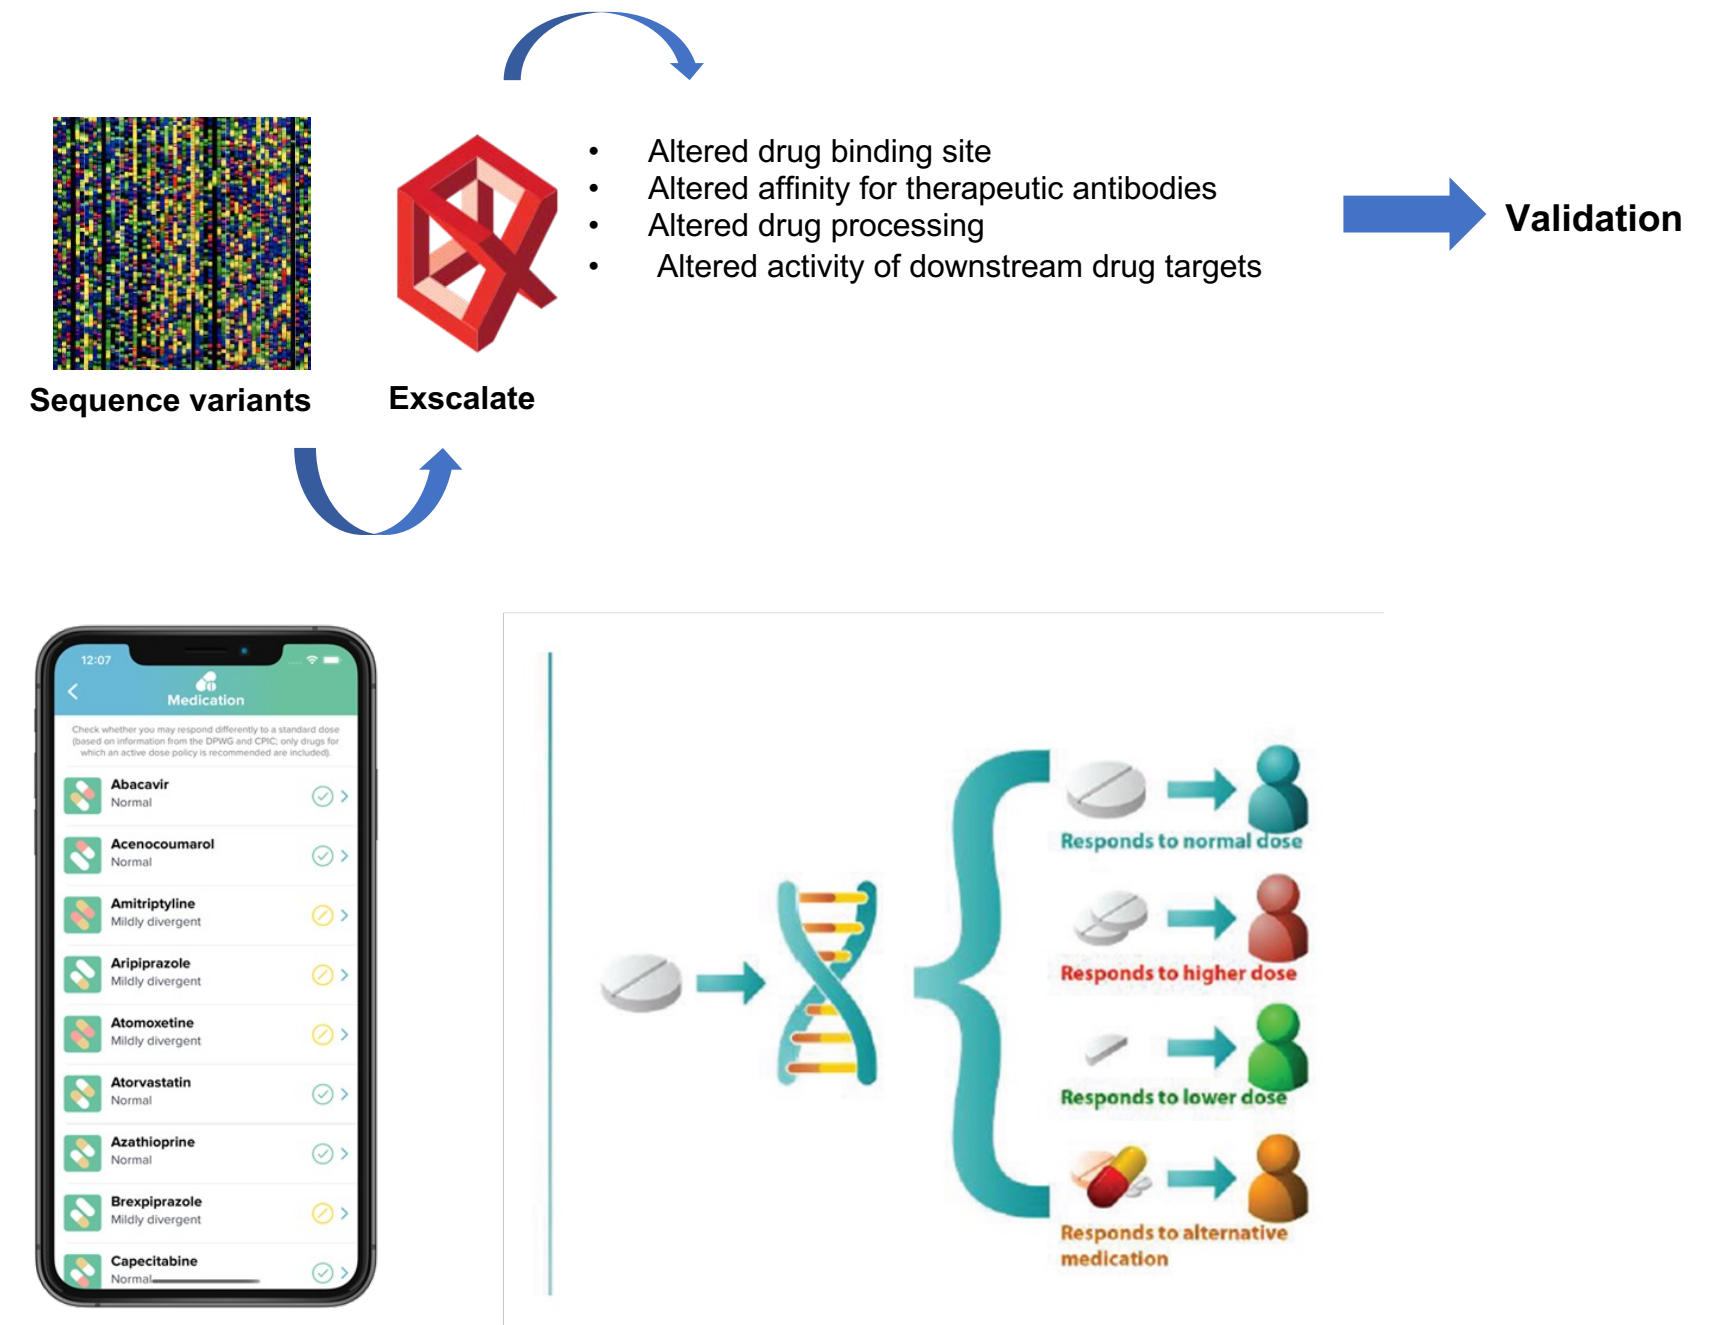 • Altered drug binding site
• Altered affinity for therapeutic antibodies
• Altered drug processing
• Altered activity of downstream drug targets
Validation
Sequence variants
Exscalate
12:07
Medication
Check whether you may respond differently to a standard dose
(based on information from the DPWG and CPIC; only drugs for
which an active dose policy is recommended are included).
Abacavir
Normal
Acenocoumarol
Normal
Amitriptyline
Mildly divergent
Aripiprazole
Mildly divergent
Atomoxetine
Mildly divergent
Atorvastatin
Normal
Azathioprine
Normal
Brexpiprazole
Mildly divergent
Capecitabine
Normal
Responds to normal dose
Responds to higher dose
Responds to lower dose
Responds to alternative
medication